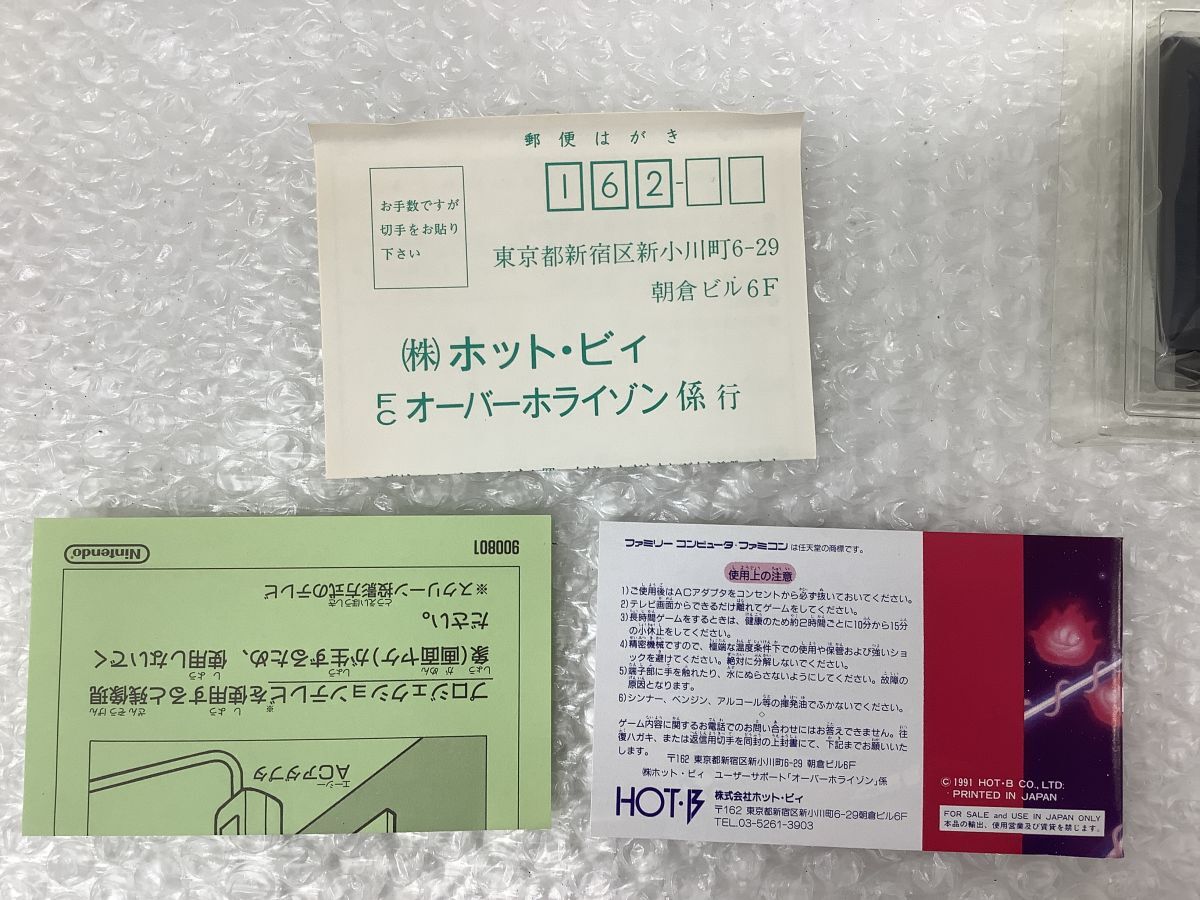 郵便はがき
162-
お手数ですが
切手をお貼り
下さい
東京都新宿区新小川町6-29
朝倉ビル6F
㈱ホット・ビィ
FC オーバーホライゾン係行
ACアダプタ
エーシー
プロジェクションテレビ※を使用すると残像現
象(画面ヤケ)が生ずるため、使用しないでく
ださい。
※スクリーン投影方式のテレビ
Nintendo
900801
ファミリーコンピュータ・ファミコンは任天堂の商標です。
使用上の注意
1)ご使用後はACアダプタをコンセントから必ず抜いておいてください。
2)テレビ画面からできるだけ離れてゲームをしてください。
3)長時間ゲームをするときは、健康のため約2時間ごとに10分から15分
の小休止をしてください。
4)精密機械ですので、極端な温度条件下での使用や保管および強いショ
ックを避けてください。絶対に分解しないでください。
5)端子部に手を触れたり、水にぬらさないようにしてください。故障の
原因となります。
6)シンナー、ベンジン、アルコール等の揮発油でふかないでください。
ゲーム内容に関するお電話でのお問い合わせにはお答えできません。往
復ハガキ、または返信用切手を同封の上封書にて、下記までお願いいた
します。
〒162 東京都新宿区新小川町6-29 朝倉ビル6F
㈱ホット・ビィ ユーザーサポート「オーバーホライゾン」係
HOT・B 株式会社ホット・ビィ
〒162 東京都新宿区新小川町6-29朝倉ビル6F
TEL.03-5261-3903
© 1991 HOT・B CO., LTD.
PRINTED IN JAPAN
FOR SALE and USE IN JAPAN ONLY
本品の輸出、使用営業及び賃貸を禁じます。